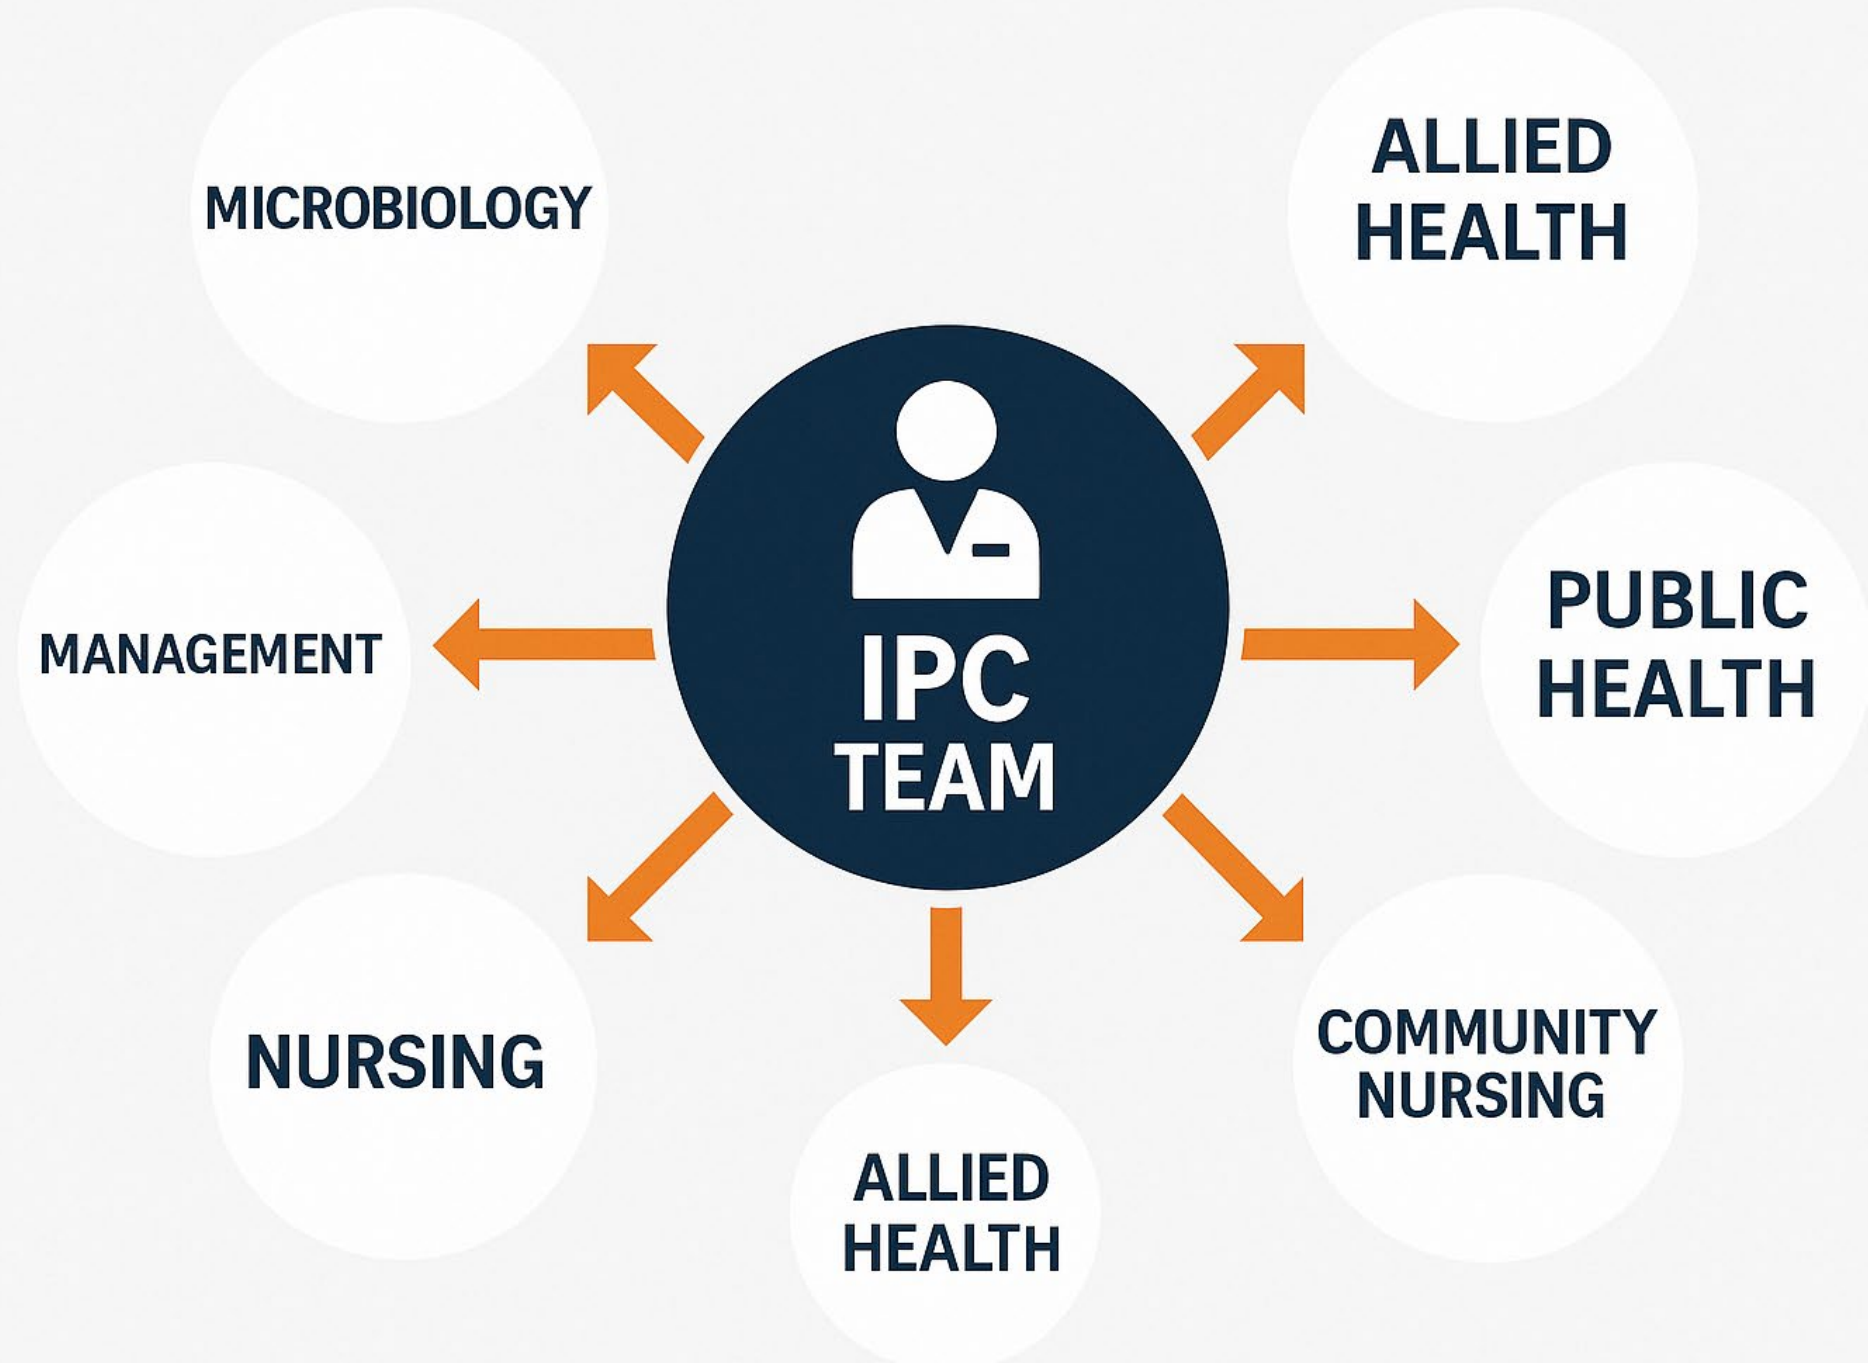 MICROBIOLOGY
ALLIED
HEALTH
MANAGEMENT
IPC
TEAM
PUBLIC
HEALTH
NURSING
ALLIED
HEALTH
COMMUNITY
NURSING